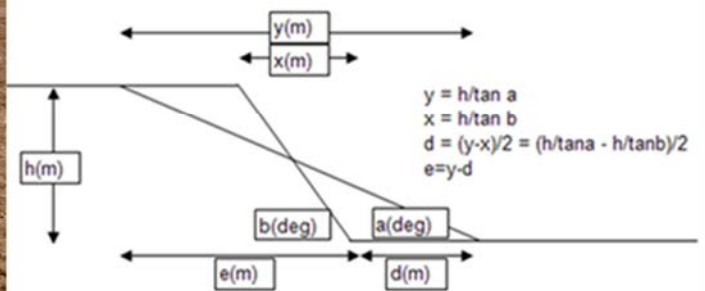 y(m)
x(m)
y = h/tan a
x = h/tan b
d = (y-x)/2 = (h/tana - h/tanb)/2
e=y-d
h(m)
b(deg)
a(deg)
e(m)
d(m)